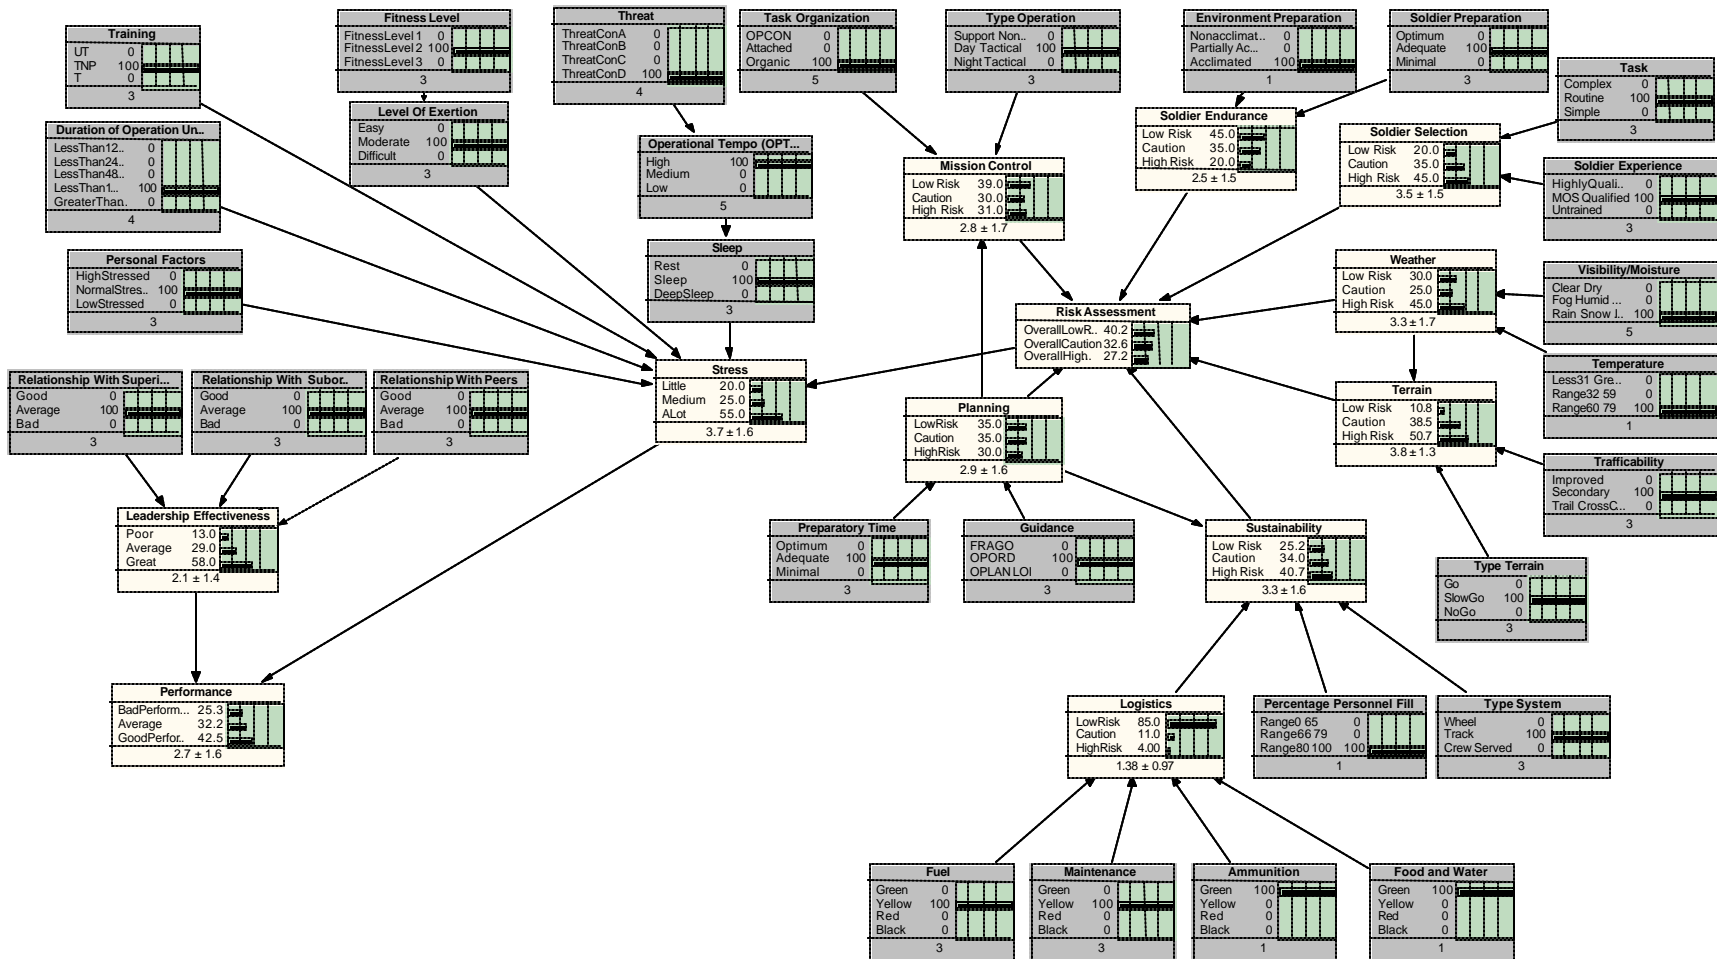 Training
UT 0
TNP 100
T 0
3
Fitness Level
FitnessLevel 1 0
FitnessLevel 2 100
FitnessLevel 3 0
3
Threat
ThreatConA 0
ThreatConB 0
ThreatConC 0
ThreatConD 100
4
Task Organization
OPCON 0
Attached 0
Organic 100
5
Type Operation
Support Non.. 0
Day Tactical 100
Night Tactical 0
3
Environment Preparation
Nonacclimat.. 0
Partially Ac... 0
Acclimated 100
1
Soldier Preparation
Optimum 0
Adequate 100
Minimal 0
3
Task
Complex 0
Routine 100
Simple 0
3
Duration of Operation Un..
LessThan12.. 0
LessThan24.. 0
LessThan48.. 0
LessThan1... 100
GreaterThan.. 0
4
Level Of Exertion
Easy 0
Moderate 100
Difficult 0
3
Operational Tempo (OPT...
High 100
Medium 0
Low 0
5
Mission Control
Low Risk 39.0
Caution 30.0
High Risk 31.0
2.8 ± 1.7
Soldier Endurance
Low Risk 45.0
Caution 35.0
High Risk 20.0
2.5 ± 1.5
Soldier Selection
Low Risk 20.0
Caution 35.0
High Risk 45.0
3.5 ± 1.5
Soldier Experience
HighlyQuali.. 0
MOS Qualified 100
Untrained 0
3
Personal Factors
HighStressed 0
NormalStres.. 100
LowStressed 0
3
Sleep
Rest 0
Sleep 100
DeepSleep 0
3
Weather
Low Risk 30.0
Caution 25.0
High Risk 45.0
3.3 ± 1.7
Visibility/Moisture
Clear Dry 0
Fog Humid ... 0
Rain Snow I.. 100
5
Risk Assessment
OverallLowR.. 40.2
OverallCaution 32.6
OverallHigh. 27.2
Temperature
Less31 Gre... 0
Range32 59 0
Range60 79 100
1
Relationship With Superi...
Good 0
Average 100
Bad 0
3
Relationship With Subor..
Good 0
Average 100
Bad 0
3
Relationship With Peers
Good 0
Average 100
Bad 0
3
Stress
Little 20.0
Medium 25.0
ALot 55.0
3.7 ± 1.6
Planning
LowRisk 35.0
Caution 35.0
HighRisk 30.0
2.9 ± 1.6
Terrain
Low Risk 10.8
Caution 38.5
High Risk 50.7
3.8 ± 1.3
Trafficability
Improved 0
Secondary 100
Trail CrossC... 0
3
Leadership Effectiveness
Poor 13.0
Average 29.0
Great 58.0
2.1 ± 1.4
Preparatory Time
Optimum 0
Adequate 100
Minimal 0
3
Guidance
FRAGO 0
OPORD 100
OPLAN LOI 0
3
Sustainability
Low Risk 25.2
Caution 34.0
High Risk 40.7
3.3 ± 1.6
Type Terrain
Go 0
SlowGo 100
NoGo 0
3
Performance
BadPerform... 25.3
Average 32.2
GoodPerfor.. 42.5
2.7 ± 1.6
Logistics
LowRisk 85.0
Caution 11.0
HighRisk 4.00
1.38 ± 0.97
Percentage Personnel Fill
Range0 65 0
Range66 79 0
Range80 100 100
1
Type System
Wheel 0
Track 100
Crew Served 0
3
Fuel
Green 0
Yellow 100
Red 0
Black 0
3
Maintenance
Green 0
Yellow 100
Red 0
Black 0
3
Ammunition
Green 100
Yellow 0
Red 0
Black 0
1
Food and Water
Green 100
Yellow 0
Red 0
Black 0
1